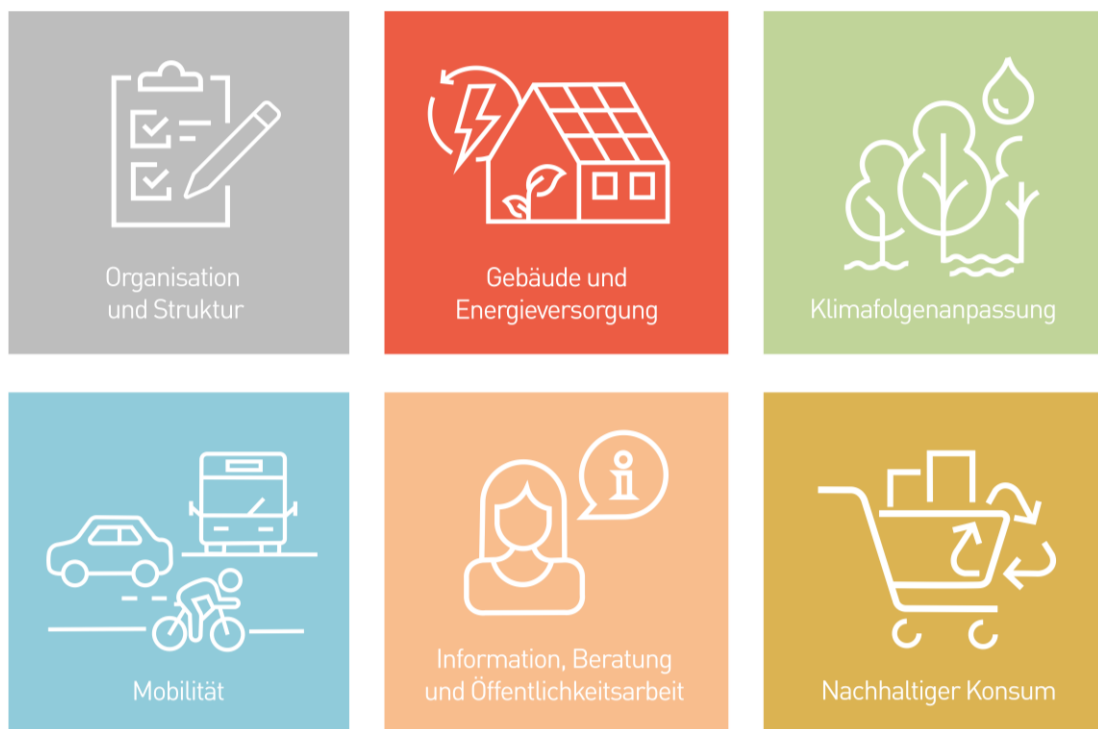 Organisation
und Struktur
Gebäude und
Energieversorgung
Klimafolgenanpassung
Mobilität
Information, Beratung
und Öffentlichkeitsarbeit
Nachhaltiger Konsum